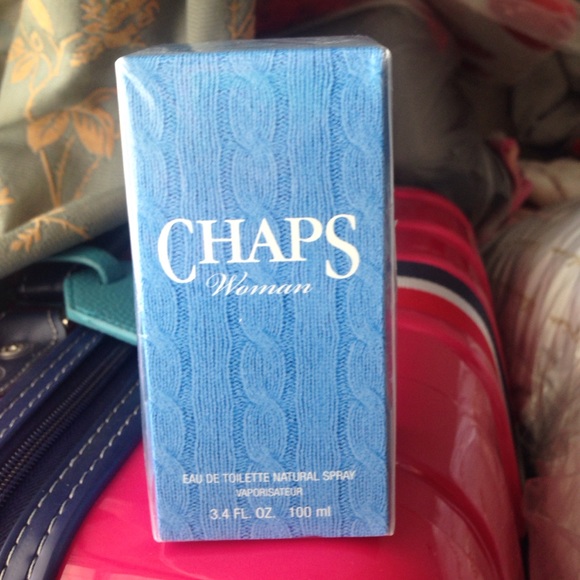 CHAPS
Woman
EAU DE TOILETTE NATURAL SPRAY
VAPORISATEUR
3.4 FL. OZ. 100 ml